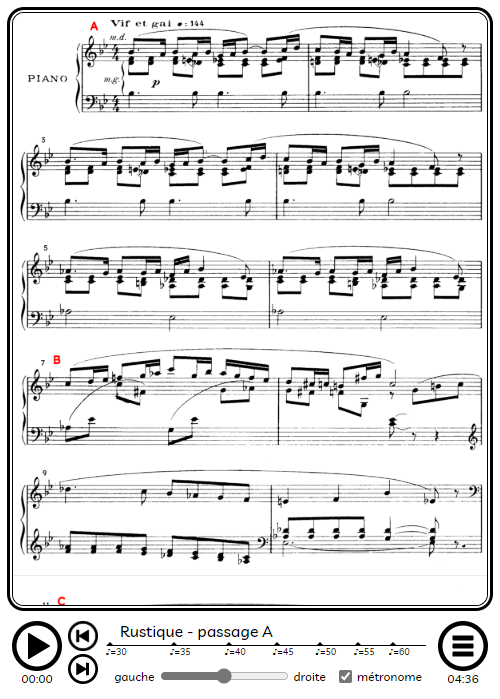 A
Vif et gai ♩ : 144
m.d.
PIANO
m.g.
p
3
5
7
B
9
11
C
Rustique - passage A
♩=30 ♩=35 ♩=40 ♩=45 ♩=50 ♩=55 ♩=60
00:00
gauche droite métronome
04:36